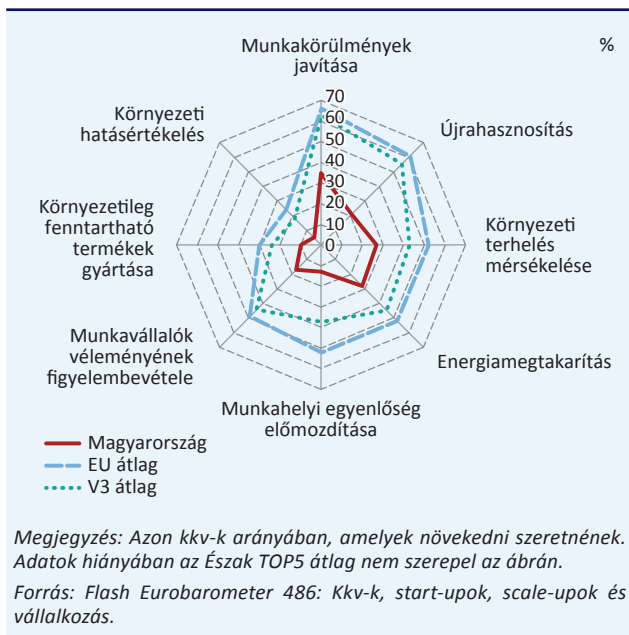 Munkakörülmények
javítása
%
Környezeti
hatásértékelés
Újrahasznosítás
70
60
50
40
30
20
10
0
Környezetileg
fenntartható
termékek
gyártása
Környezeti
terhelés
mérsékelése
Munkavállalók
véleményének
figyelembevétele
Energiamegtakarítás
Munkahelyi egyenlőség
előmozdítása
Magyarország
EU átlag
V3 átlag
Megjegyzés: Azon kkv-k arányában, amelyek növekedni szeretnének.
Adatok hiányában az Észak TOP5 átlag nem szerepel az ábrán.
Forrás: Flash Eurobarometer 486: Kkv-k, start-upok, scale-upok és
vállalkozás.